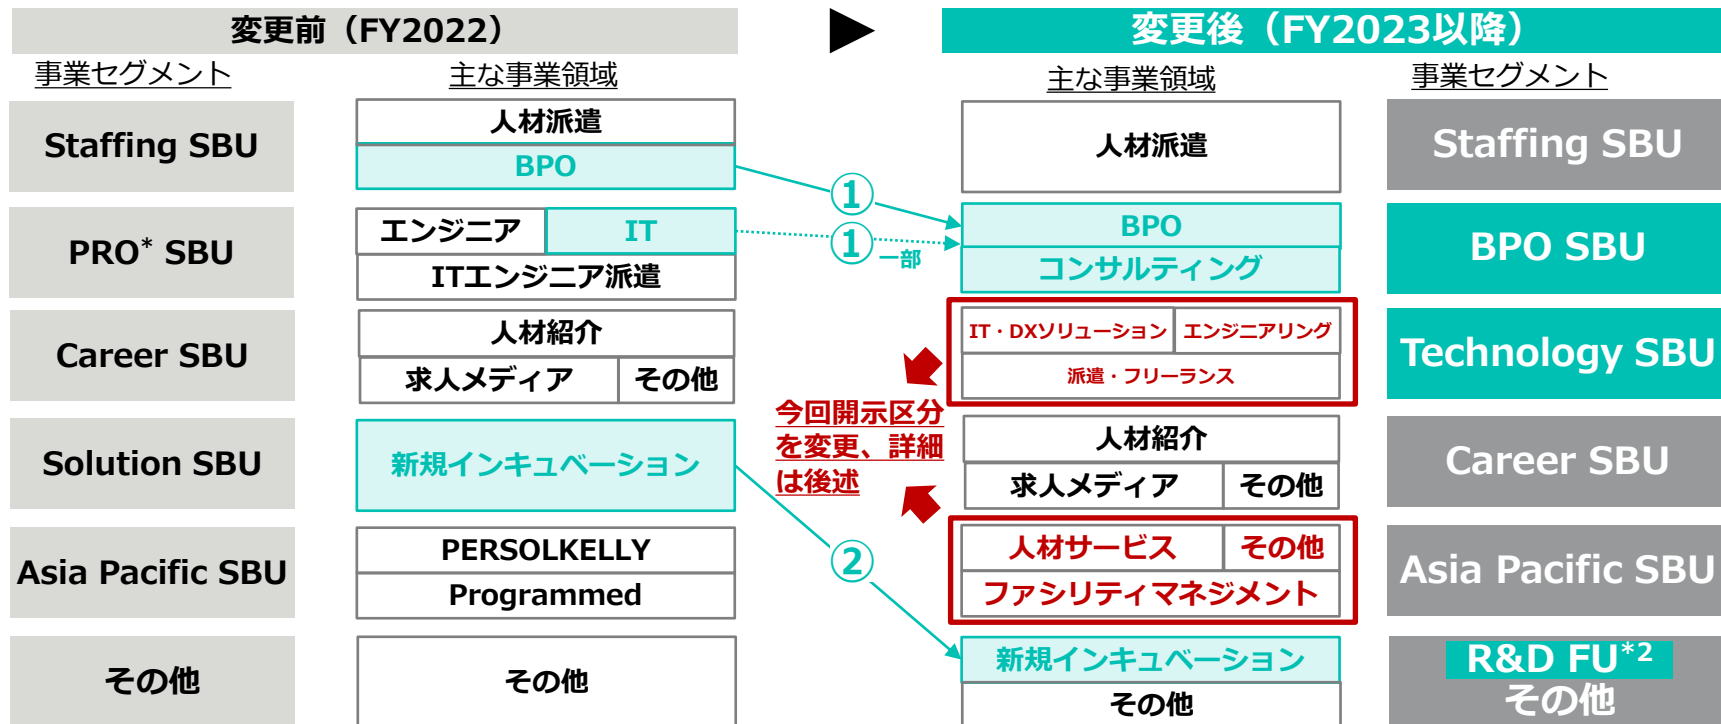 変更前（FY2022）
変更後（FY2023以降）
事業セグメント
主な事業領域
主な事業領域
事業セグメント
Staffing SBU
人材派遣
BPO
人材派遣
Staffing SBU
①
PRO* SBU
エンジニア
IT
ITエンジニア派遣
①
一部
BPO
コンサルティング
BPO SBU
Career SBU
人材紹介
求人メディア
その他
IT・DXソリューション
エンジニアリング
派遣・フリーランス
Technology SBU
今回開示区分
を変更、詳細
は後述
Solution SBU
新規インキュベーション
人材紹介
求人メディア
その他
Career SBU
Asia Pacific SBU
PERSOLKELLY
Programmed
②
人材サービス
その他
ファシリティマネジメント
Asia Pacific SBU
その他
その他
新規インキュベーション
その他
R&D FU*2
その他